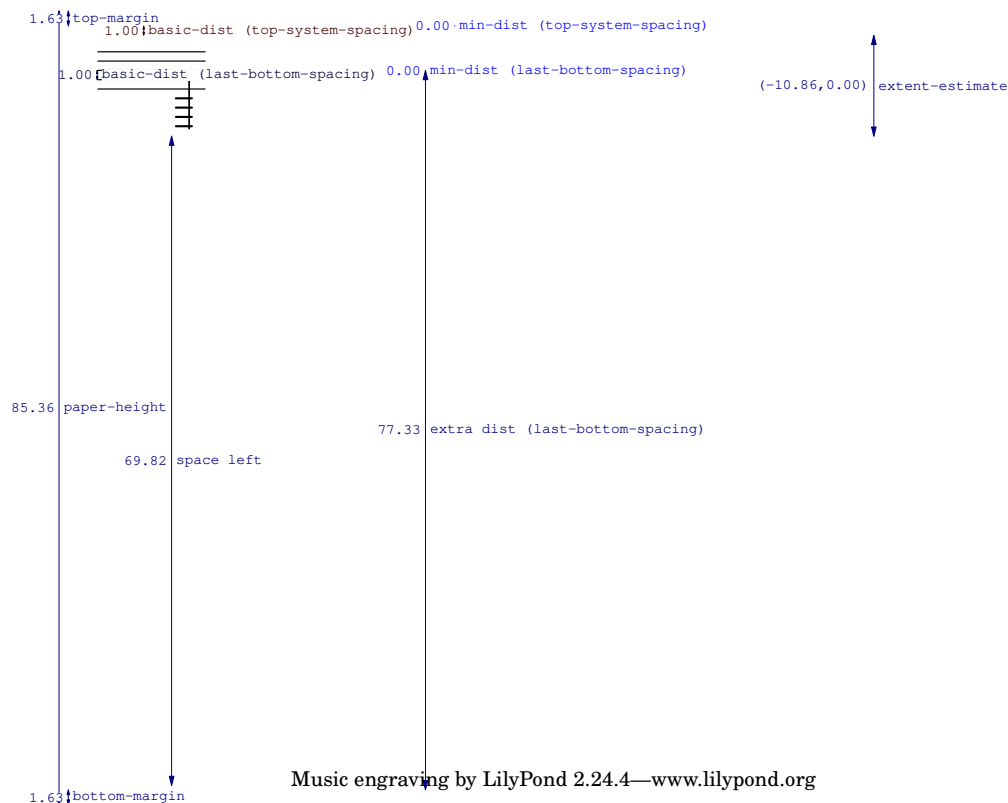 1.63 top-margin
1.00 basic-dist (top-system-spacing) 0.00 min-dist (top-system-spacing)
1.00 basic-dist (last-bottom-spacing) 0.00 min-dist (last-bottom-spacing)
(-10.86,0.00) extent-estimate
85.36 paper-height
77.33 extra dist (last-bottom-spacing)
69.82 space left
Music engraving by LilyPond 2.24.4—www.lilypond.org
1.63 bottom-margin